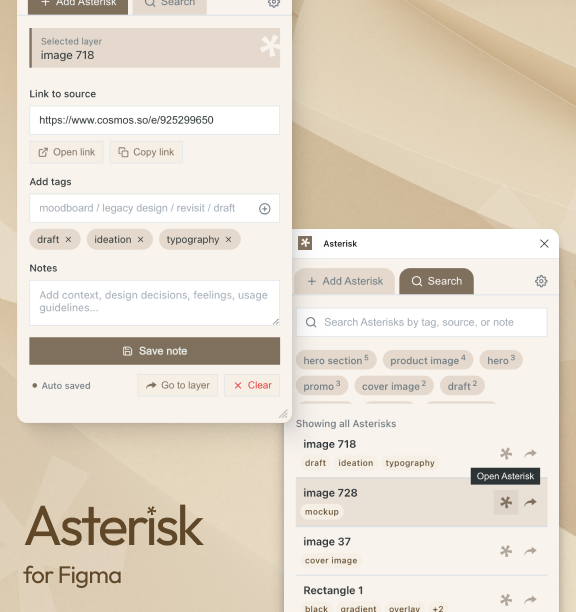 + Add Asterisk
Search
Selected layer
image 718
Link to source
https://www.cosmos.so/e/925299650
Open link
Copy link
Add tags
moodboard / legacy design / revisit / draft
draft ×
ideation ×
typography ×
Notes
Add context, design decisions, feelings, usage
guidelines...
Save note
• Auto saved
Go to layer
× Clear
Asterisk
+ Add Asterisk
Search
Search Asterisks by tag, source, or note
hero section 5
product image 4
hero 3
promo 3
cover image 2
draft 2
Showing all Asterisks
image 718
draft ideation typography
Open Asterisk
image 728
mockup
image 37
cover image
Rectangle 1
black gradient overlay +2
Asterisk
for Figma